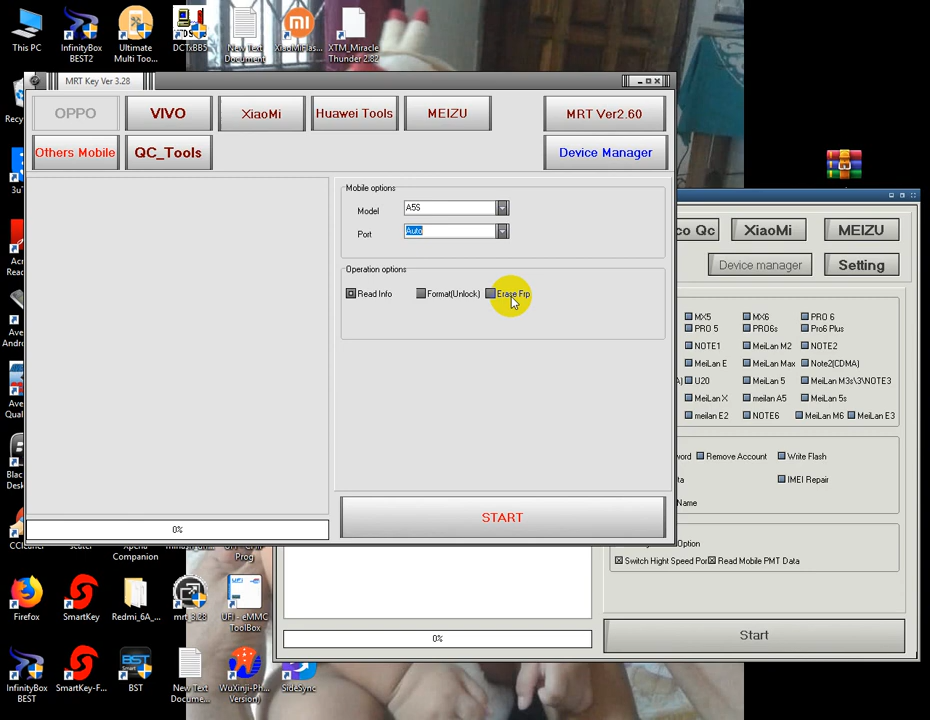 This PC
InfinityBox
BEST2
Ultimate
Multi Too...
DCTxBB5
New Text
Document
XiaoMiFlas...
XTM_Miracle
Thunder 2.82
MRT Key Ver 3.28
OPPO
VIVO
XiaoMi
Huawei Tools
MEIZU
MRT Ver2.60
Others Mobile
QC_Tools
Device Manager
Mobile options
Model
A5S
Port
Auto
Operation options
Read Info
Format(Unlock)
Erase Frp
START
0%
co Qc
XiaoMi
MEIZU
Device manager
Setting
MX5
MX6
PRO 6
PRO 5
PRO6s
Pro6 Plus
NOTE1
MeiLan M2
NOTE2
MeiLan E
MeiLan Max
Note2(CDMA)
U20
MeiLan 5
MeiLan M3s\3\NOTE3
MeiLan X
meilan A5
MeiLan 5s
meilan E2
NOTE6
MeiLan M6
MeiLan E3
Remove Account
Write Flash
IMEI Repair
Name
Option
Switch Hight Speed Por
Read Mobile PMT Data
0%
Start
CCleaner
Companion
Prog
Firefox
SmartKey
Redmi_6A_...
mrt_3.28
UFI - eMMC
ToolBox
InfinityBox
BEST
SmartKey-F...
BST
New Text
Docume...
WuXinji-Ph...
Version)
SideSync